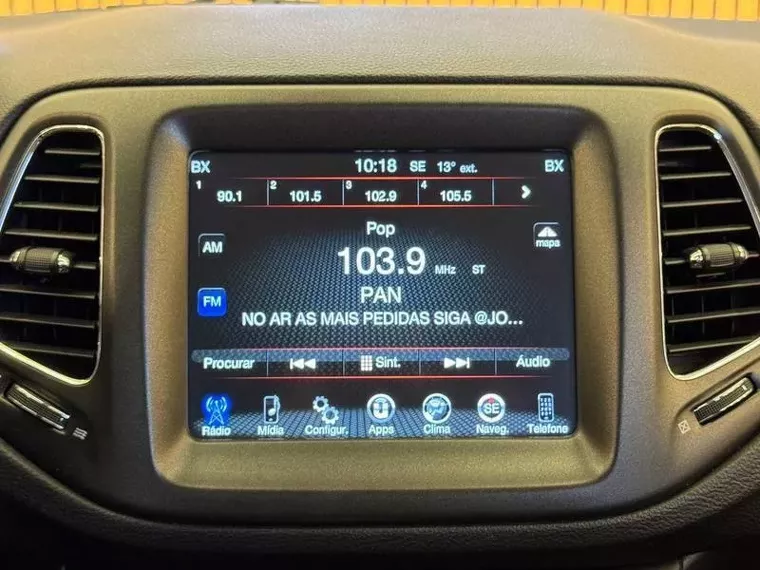 BX 10:18 SE 13° ext. BX
1 90.1 2 101.5 3 102.9 4 105.5
Pop
AM 103.9 MHz ST mapa
PAN
FM NO AR AS MAIS PEDIDAS SIGA @JO...
Procurar Sint. Áudio
SE
Rádio Mídia Configur. Apps Clima Naveg. Telefone